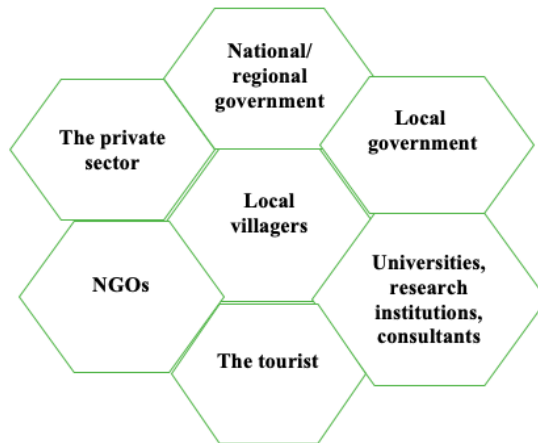 National/
regional
government
Local
government
The private
sector
Local
villagers
NGOs
Universities,
research
institutions,
consultants
The tourist